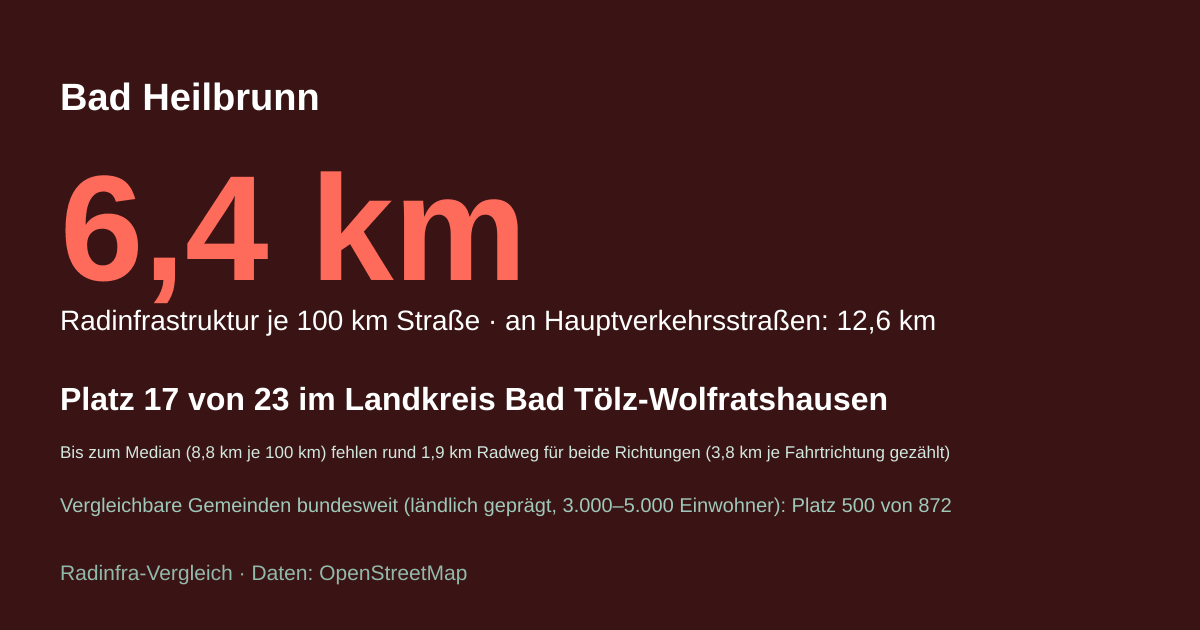 Bad Heilbrunn
6,4 km
Radinfrastruktur je 100 km Straße · an Hauptverkehrsstraßen: 12,6 km
Platz 17 von 23 im Landkreis Bad Tölz-Wolfratshausen
Bis zum Median (8,8 km je 100 km) fehlen rund 1,9 km Radweg für beide Richtungen (3,8 km je Fahrtrichtung gezählt)
Vergleichbare Gemeinden bundesweit (ländlich geprägt, 3.000–5.000 Einwohner): Platz 500 von 872
Radinfra-Vergleich · Daten: OpenStreetMap